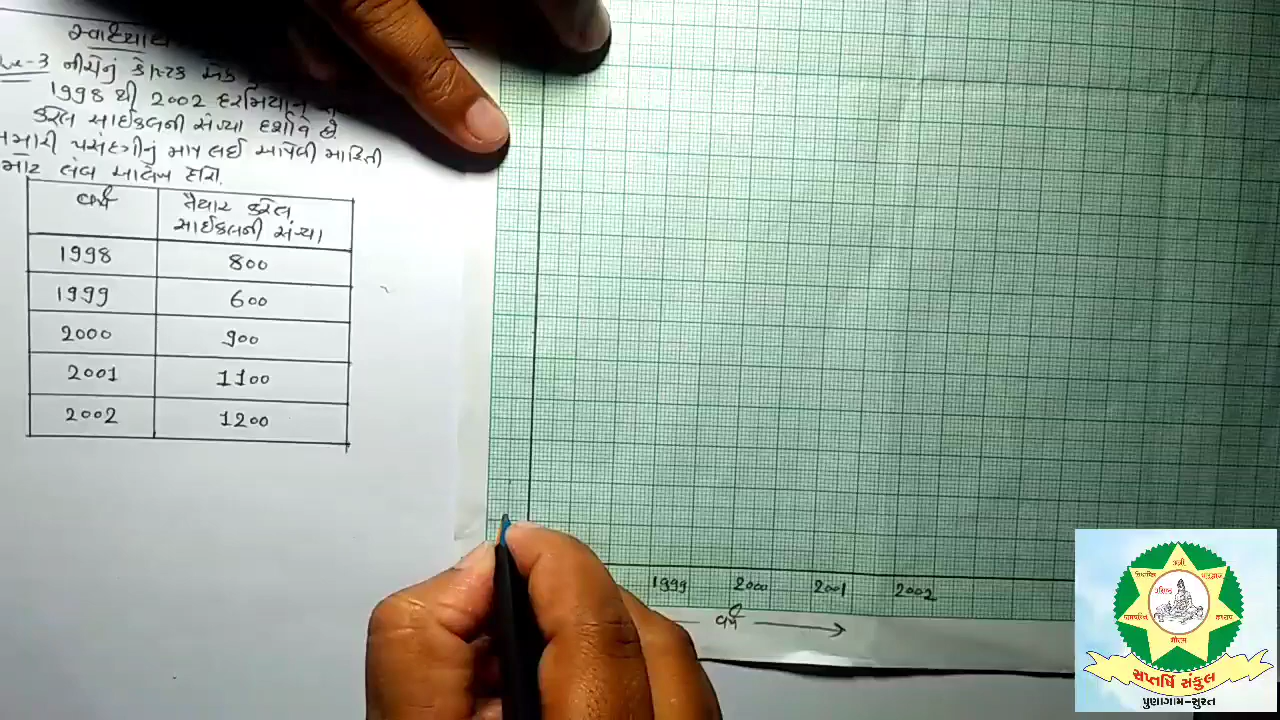 સ્વાધ્યાય
નીચેનું કોષ્ટક એક
1998 થી 2002 દરમિયાન
કરેલ સાઈકલની સંખ્યા દર્શાવે છે
તમારી પસંદગીનું માપ લઈ આપેલી માહિતી
માટે લંબ આલેખ દોરો.
વર્ષ તૈયાર કરેલ સાઈકલની સંખ્યા
1998 800
1999 600
2000 900
2001 1100
2002 1200
1999 2000 2001 2002
વર્ષ
સપ્તર્ષિ સંકુલ
પુણાગામ-સુરત